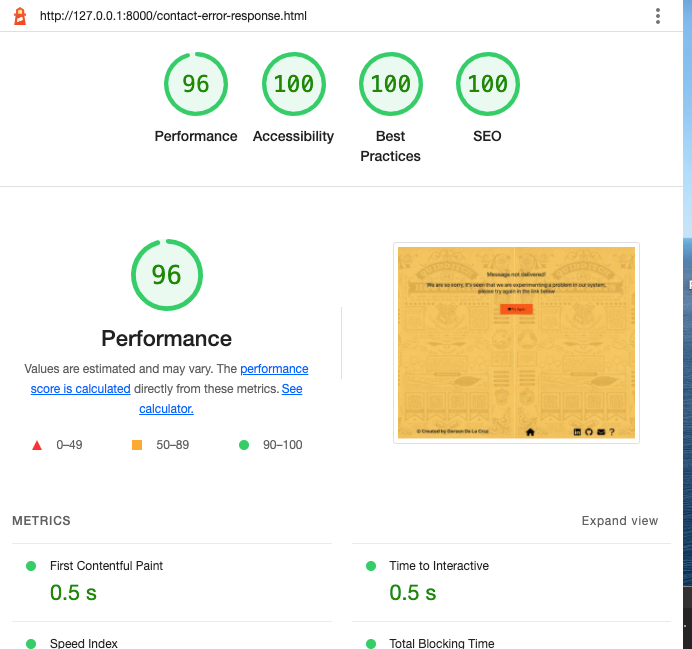 http://127.0.0.1:8000/contact-error-response.html
96
100
100
100
Performance
Accessibility
Best
Practices
SEO
96
Performance
Values are estimated and may vary. The performance
score is calculated directly from these metrics. See
calculator.
0–49
50–89
90–100
Message not delivered!
We are so sorry, it's seen that we are experimenting a problem in our system,
please try again in the link below
© Created by Gerson De La Cruz
METRICS
Expand view
First Contentful Paint
0.5 s
Time to Interactive
0.5 s
Speed Index
Total Blocking Time